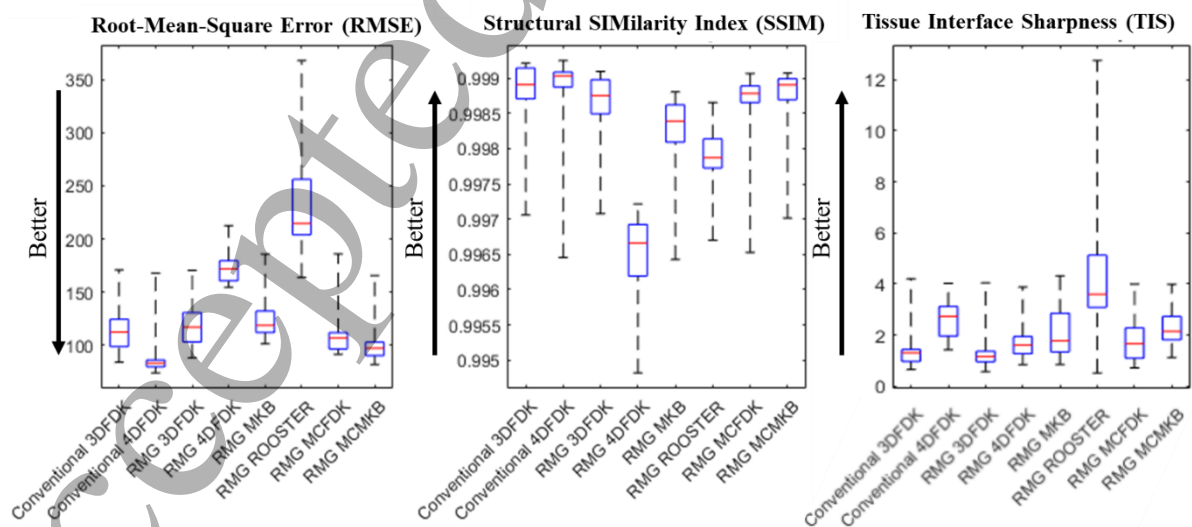 Root-Mean-Square Error (RMSE)
Better
350
300
250
200
150
100
Conventional 3DFDK
Conventional 4DFDK
RMG 3DFDK
RMG 4DFDK
RMG MKB
RMG ROOSTER
RMG MCFDK
RMG MCMKB
Structural SIMilarity Index (SSIM)
Better
0.999
0.9985
0.998
0.9975
0.997
0.9965
0.996
0.9955
0.995
Conventional 3DFDK
Conventional 4DFDK
RMG 3DFDK
RMG 4DFDK
RMG MKB
RMG ROOSTER
RMG MCFDK
RMG MCMKB
Tissue Interface Sharpness (TIS)
Better
12
10
8
6
4
2
0
Conventional 3DFDK
Conventional 4DFDK
RMG 3DFDK
RMG 4DFDK
RMG MKB
RMG ROOSTER
RMG MCFDK
RMG MCMKB
ccepted